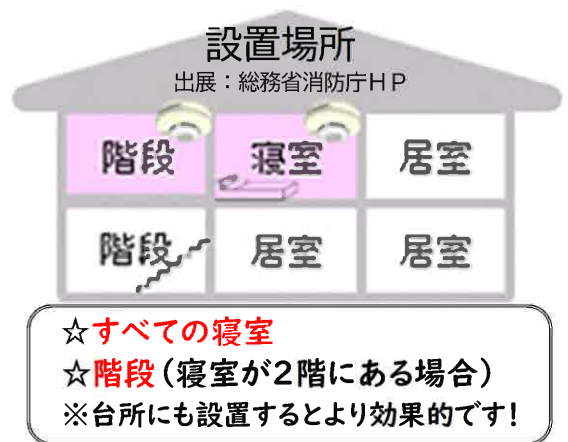 設置場所
出展：総務省消防庁ＨＰ
階段 寝室 居室
階段 居室 居室
☆すべての寝室
☆階段（寝室が２階にある場合）
※台所にも設置するとより効果的です！